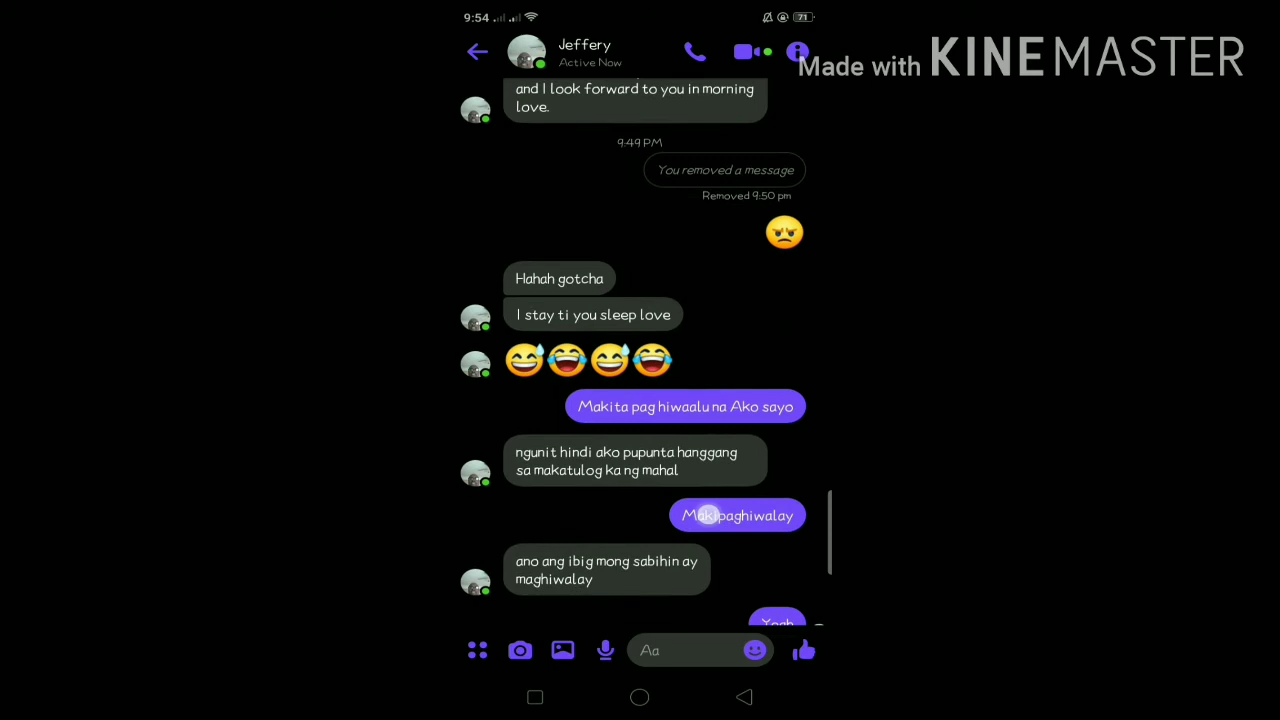 9:54
71
Jeffery
Active Now
Made with KINEMASTER
and I look forward to you in morning
love.
9:49 PM
You removed a message
Removed 9:50 pm
Hahah gotcha
I stay ti you sleep love
Makita pag hiwaalu na Ako sayo
ngunit hindi ako pupunta hanggang
sa makatulog ka ng mahal
Makipaghiwalay
ano ang ibig mong sabihin ay
maghiwalay
Yeah
Aa